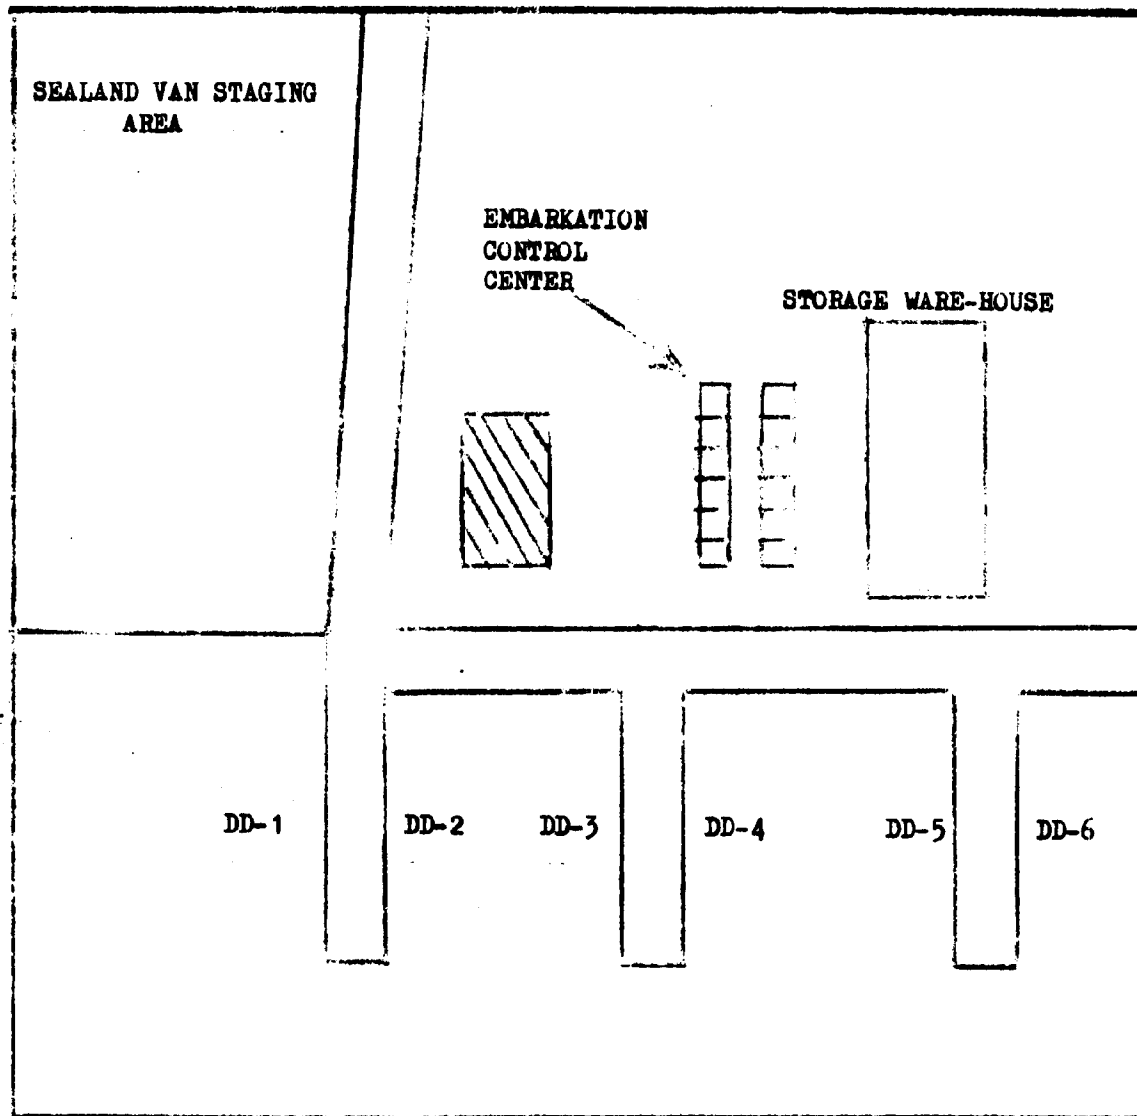 SEALAND VAN STAGING
AREA
EMBARKATION
CONTROL
CENTER
STORAGE WARE-HOUSE
DD-1
DD-2
DD-3
DD-4
DD-5
DD-6